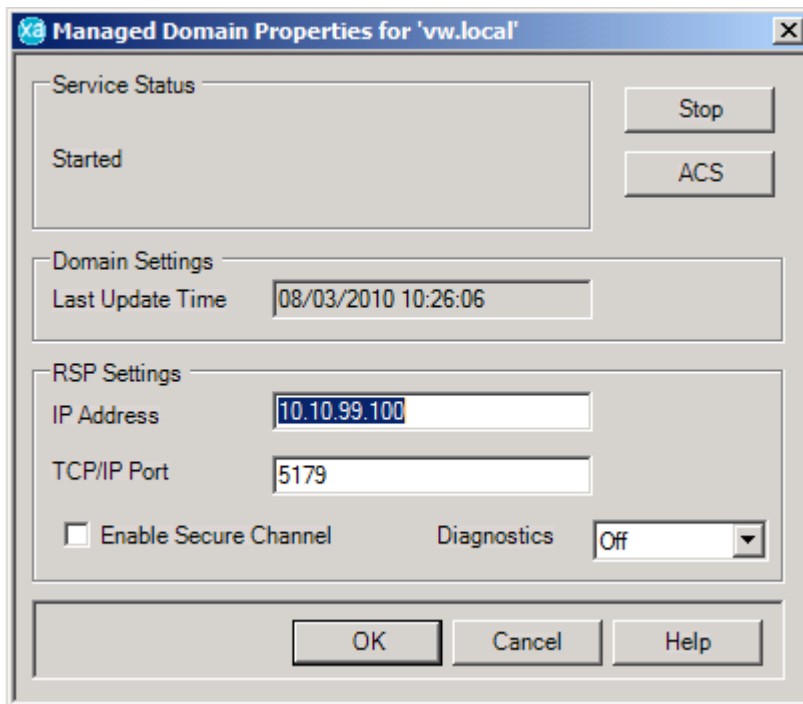 xa Managed Domain Properties for 'vw.local'
Service Status
Stop
Started
ACS
Domain Settings
Last Update Time 08/03/2010 10:26:06
RSP Settings
IP Address 10.10.99.100
TCP/IP Port 5179
Enable Secure Channel Diagnostics Off
OK Cancel Help